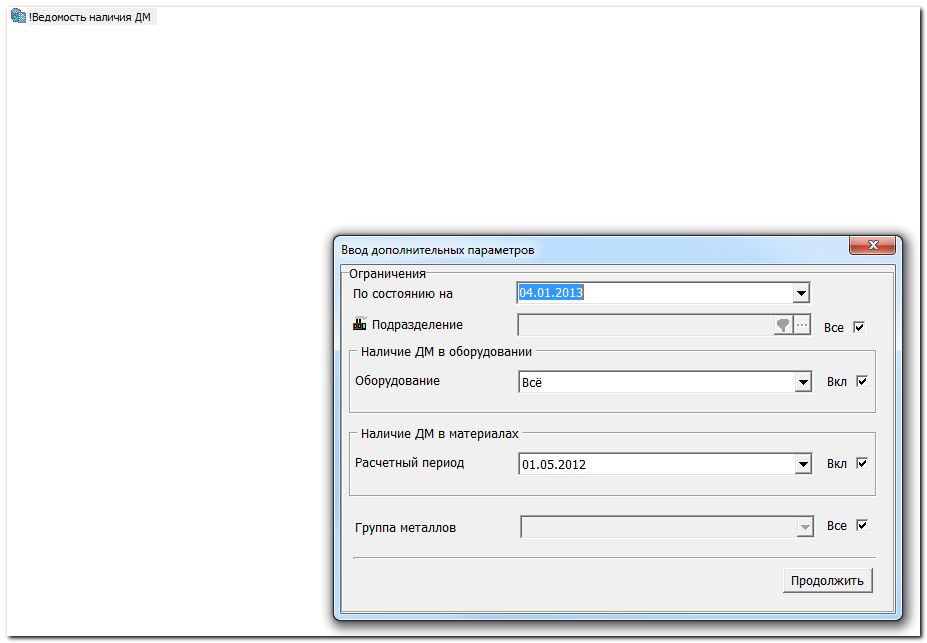 !Ведомость наличия ДМ
Ввод дополнительных параметров
Ограничения
По состоянию на 04.01.2013
Подразделение ... Все
Наличие ДМ в оборудовании
Оборудование Всё Вкл
Наличие ДМ в материалах
Расчетный период 01.05.2012 Вкл
Группа металлов Все
Продолжить